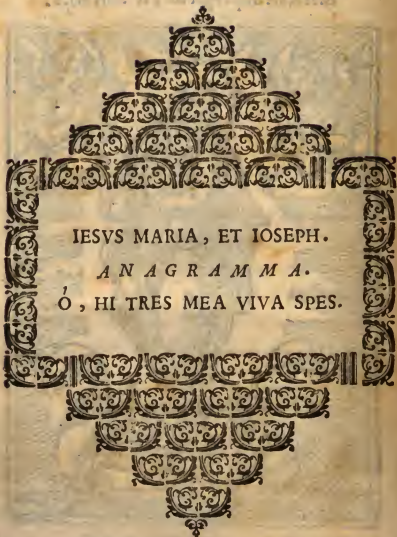 IESVS MARIA, ET IOSEPH.
ANAGRAMMA.
Ó, HI TRES MEA VIVA SPES.